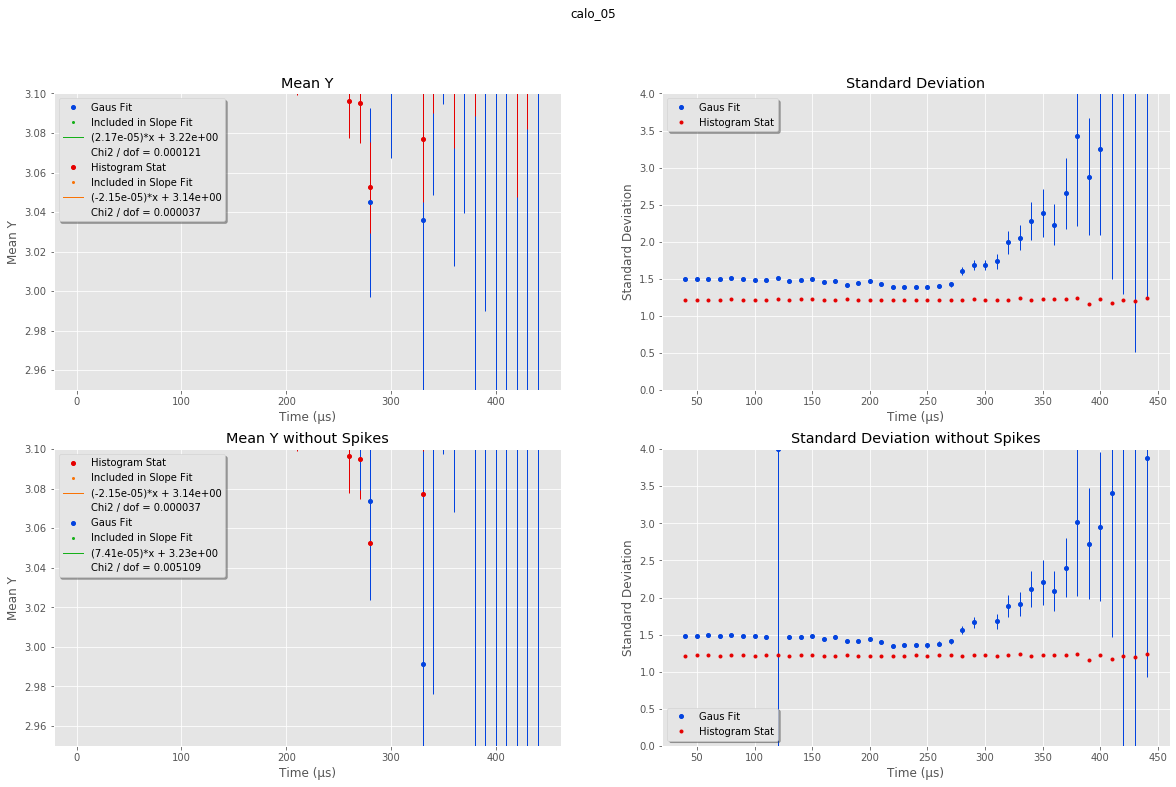 calo_05
Mean Y
3.10
3.08
3.06
3.04
3.02
3.00
2.98
2.96
Mean Y
Gaus Fit
Included in Slope Fit
(2.17e-05)*x + 3.22e+00
Chi2 / dof = 0.000121
Histogram Stat
Included in Slope Fit
(-2.15e-05)*x + 3.14e+00
Chi2 / dof = 0.000037
0 100 200 300 400
Time (μs)
Standard Deviation
4.0
3.5
3.0
2.5
2.0
1.5
1.0
0.5
0.0
Standard Deviation
Gaus Fit
Histogram Stat
50 100 150 200 250 300 350 400 450
Time (μs)
Mean Y without Spikes
3.10
3.08
3.06
3.04
3.02
3.00
2.98
2.96
Mean Y
Histogram Stat
Included in Slope Fit
(-2.15e-05)*x + 3.14e+00
Chi2 / dof = 0.000037
Gaus Fit
Included in Slope Fit
(7.41e-05)*x + 3.23e+00
Chi2 / dof = 0.005109
0 100 200 300 400
Time (μs)
Standard Deviation without Spikes
4.0
3.5
3.0
2.5
2.0
1.5
1.0
0.5
0.0
Standard Deviation
Gaus Fit
Histogram Stat
50 100 150 200 250 300 350 400 450
Time (μs)